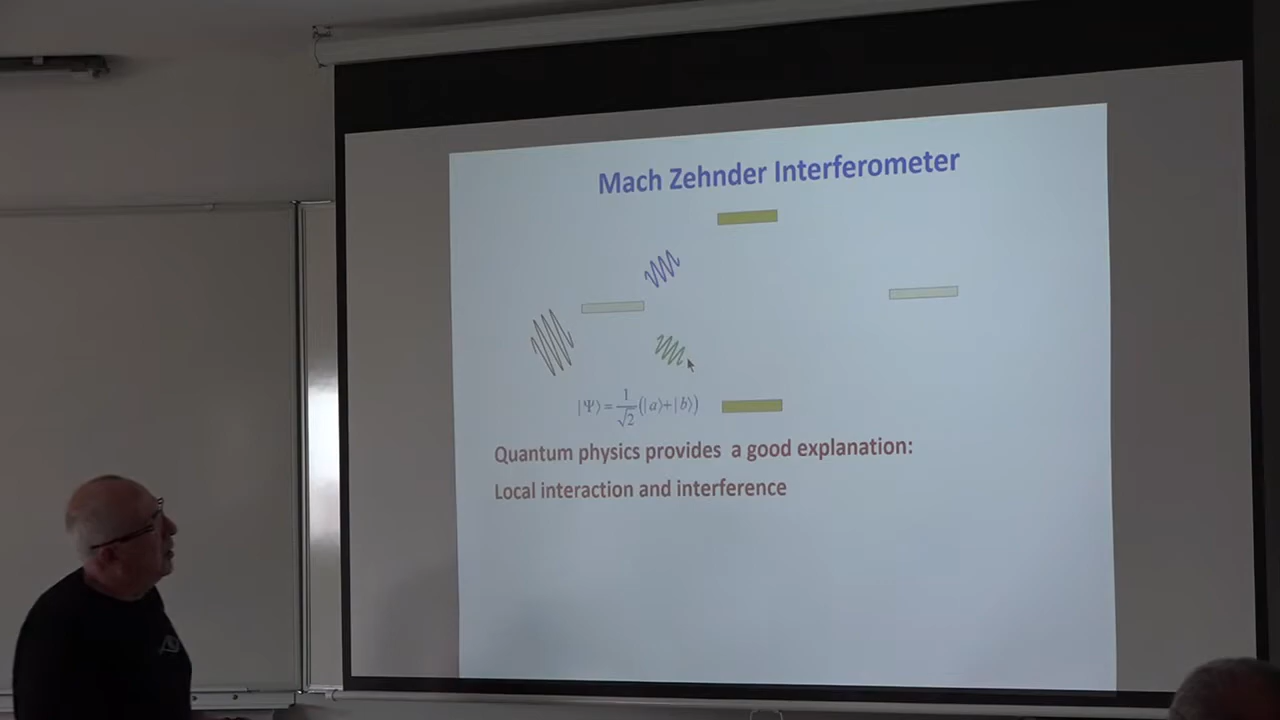 Mach Zehnder Interferometer
|Ψ⟩ = 1/√2 (|a⟩+|b⟩)
Quantum physics provides a good explanation:
Local interaction and interference